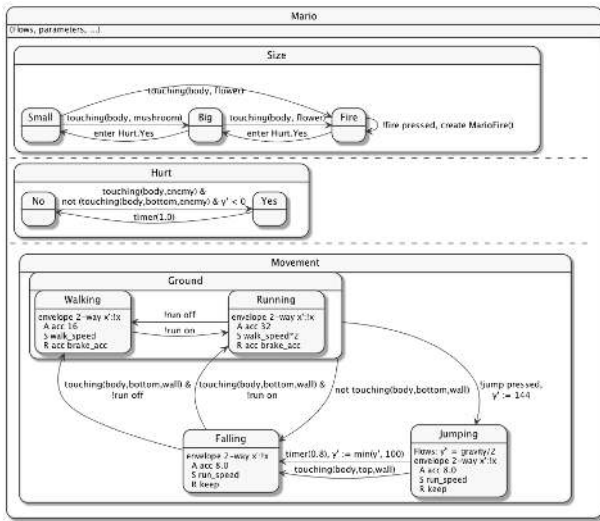 Mario
(Flows, parameters, ...)
Size
touching(body, flower)
Small
touching(body, mushroom)
Big
touching(body, flower)
Fire
enter Hurt.Yes
enter Hurt.Yes
!fire pressed, create MarioFire()
Hurt
touching(body,enemy) &
not (touching(body,bottom,enemy) & y' < 0
No
Yes
timer(1.0)
Movement
Ground
Walking
envelope 2-way x':!x
A acc 16
S walk_speed
R acc brake_acc
!run off
!run on
Running
envelope 2-way x':!x
A acc 32
S walk_speed*2
R acc brake_acc
touching(body,bottom,wall) &
!run off
touching(body,bottom,wall) &
!run on
not touching(body,bottom,wall)
!jump pressed,
y' := 144
Falling
envelope 2-way x':!x
A acc 8.0
S run_speed
R keep
timer(0.8), y' := min(y', 100)
touching(body,top,wall)
Jumping
Flows: y'' = gravity/2
envelope 2-way x':!x
A acc 8.0
S run_speed
R keep